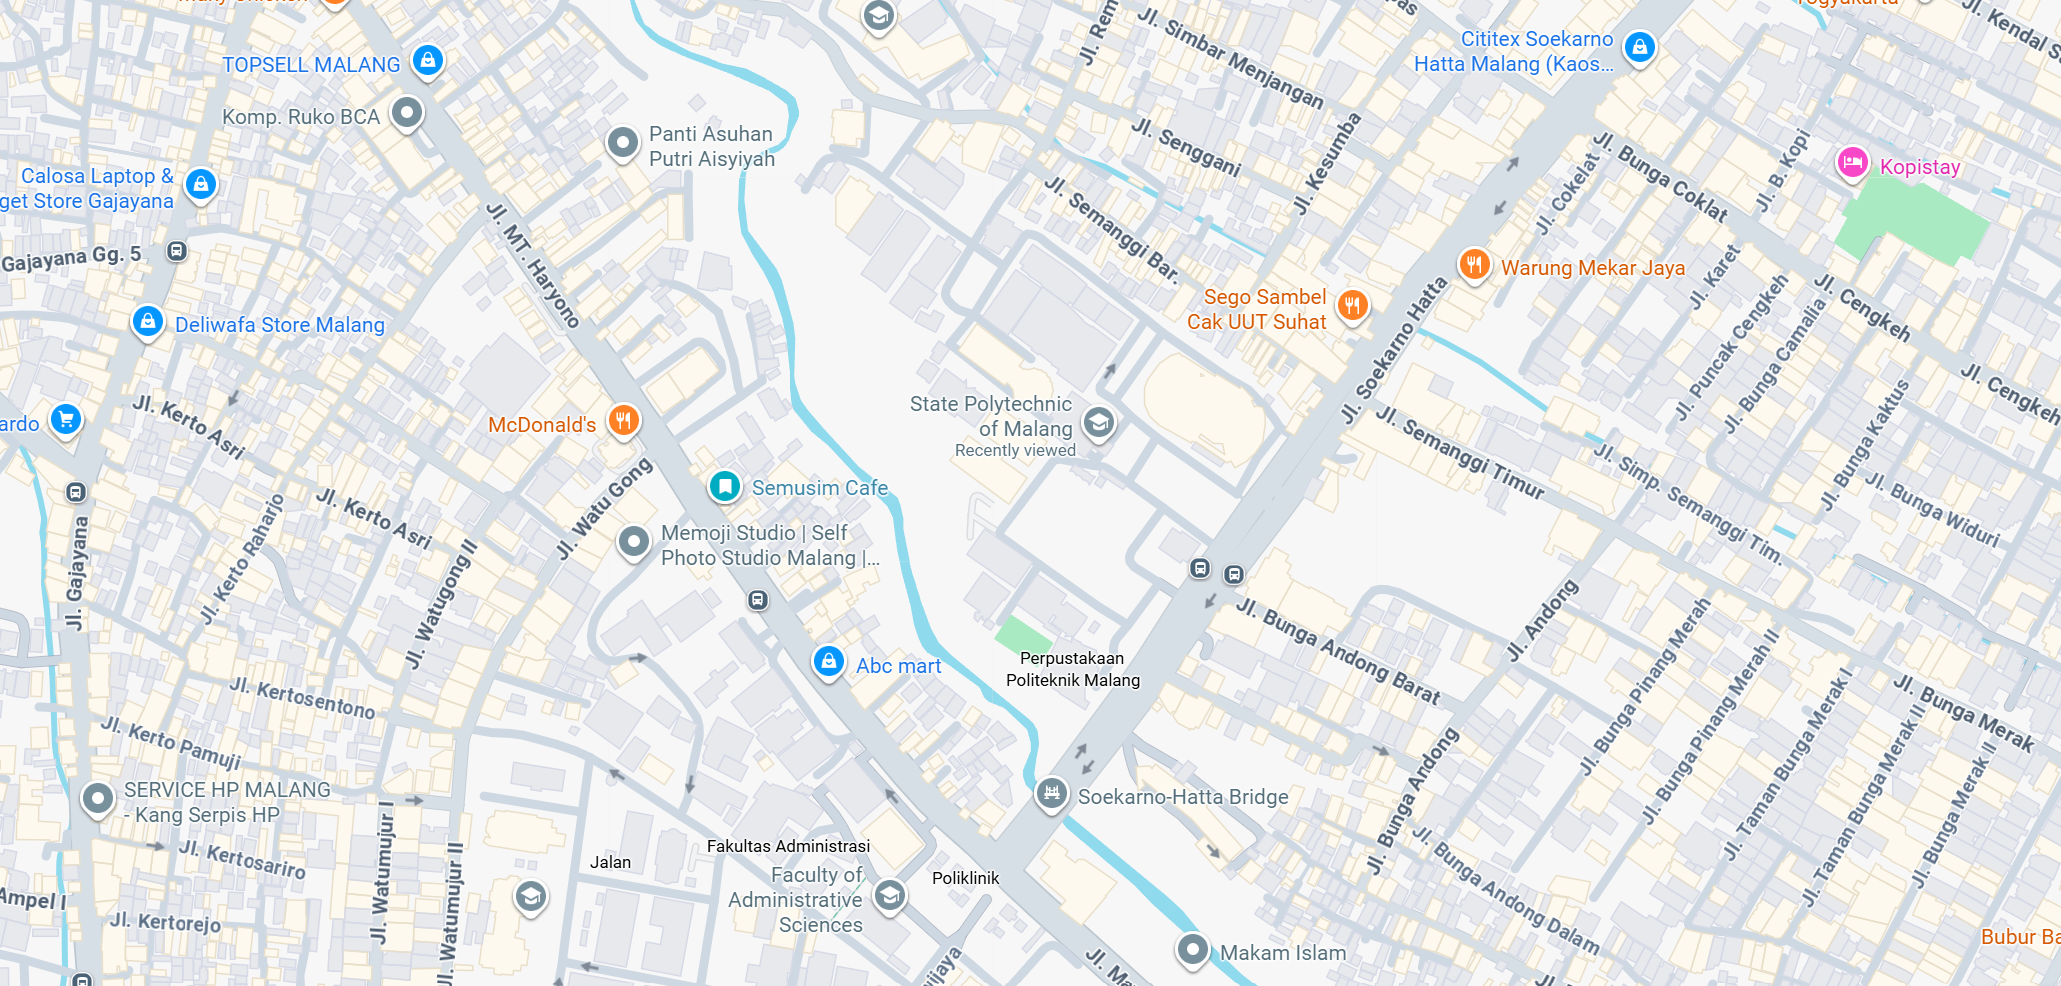 TOPSELL MALANG
Komp. Ruko BCA
Calosa Laptop &
get Store Gajayana
Gajayana Gg. 5
Deliwafa Store Malang
Panti Asuhan
Putri Aisyiyah
Jl. MT. Haryono
Jl. Simbar Menjangan
Jl. Senggani
Jl. Kesumba
Jl. Semanggi Bar.
Cititex Soekarno
Hatta Malang (Kaos...
Yogyakarta
Jl. Bunga Coklat
Jl. Cokelat
Jl. B. Kopi
Kopistay
Warung Mekar Jaya
Sego Sambel
Cak UUT Suhat
Jl. Soekarno Hatta
Jl. Karet
Jl. Puncak Cengkeh
Jl. Bunga Camalia
Jl. Cengkeh
Jl. Cengkeh
Jl. Bunga Kaktus
Jl. Bunga Widuri
Jl. Semanggi Timur
Jl. Simp. Semanggi Tim.
State Polytechnic
of Malang
Recently viewed
McDonald's
Semusim Cafe
Memoji Studio | Self
Photo Studio Malang |...
Jl. Kerto Asri
Jl. Kerto Asri
Jl. Kerto Raharjo
Jl. Watu Gong
Jl. Watugong II
Jl. Gajayana
ardo
Abc mart
Perpustakaan
Politeknik Malang
Jl. Bunga Andong Barat
Jl. Andong
Jl. Bunga Andong
Jl. Bunga Pinang Merah
Jl. Bunga Pinang Merah II
Jl. Taman Bunga Merak I
Jl. Taman Bunga Merak II
Jl. Bunga Merak II
Jl. Bunga Merak
Jl. Kertosentono
Jl. Kerto Pamuji
SERVICE HP MALANG
- Kang Serpis HP
Jl. Kertosariro
Jl. Kertorejo
Ampel I
Jl. Watumujur I
Jl. Watumujur II
Jalan
Fakultas Administrasi
Faculty of
Administrative
Sciences
Poliklinik
Soekarno-Hatta Bridge
Makam Islam
Jl. Bunga Andong Dalam
Bubur Ba